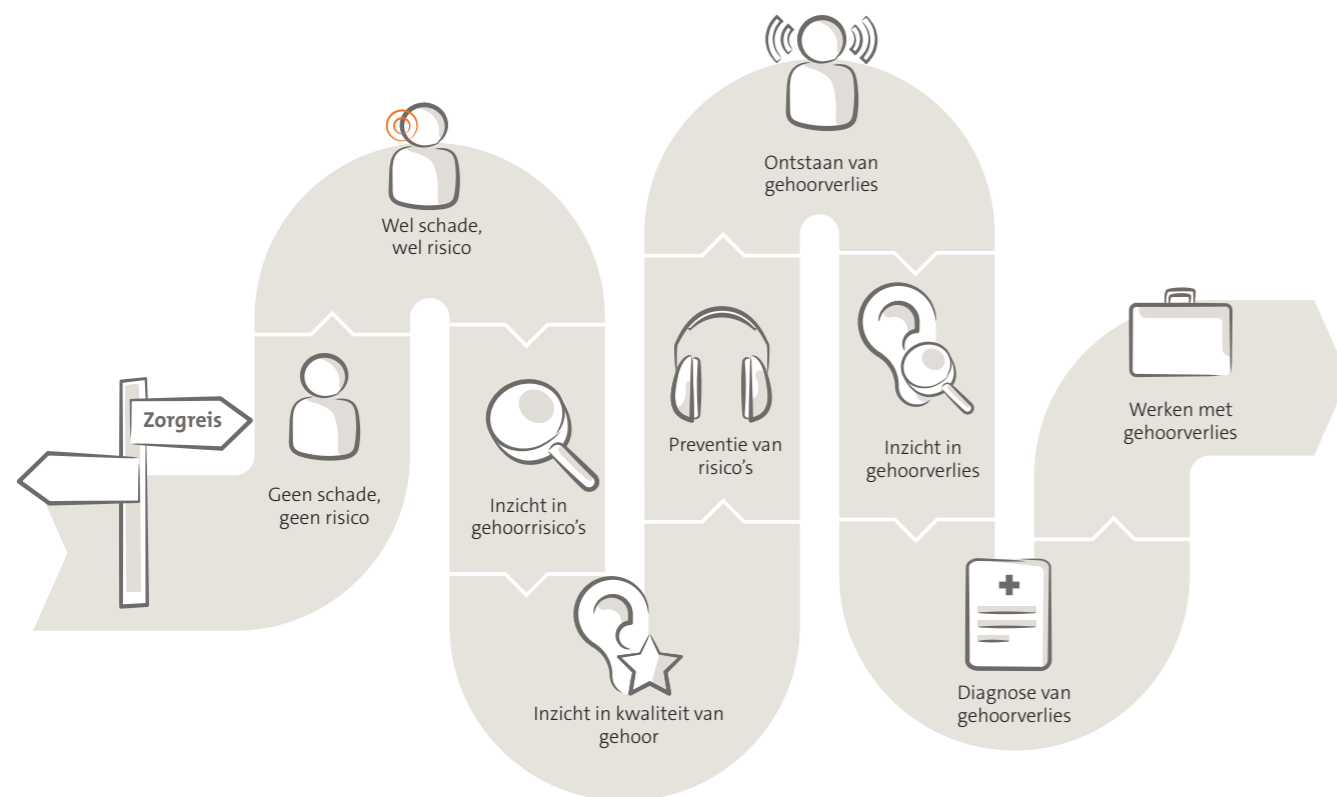 Zorgreis
Geen schade,
geen risico
Wel schade,
wel risico
Inzicht in
gehoorrisico's
Inzicht in kwaliteit van
gehoor
Preventie van
risico's
Ontstaan van
gehoorverlies
Inzicht in
gehoorverlies
Diagnose van
gehoorverlies
Werken met
gehoorverlies